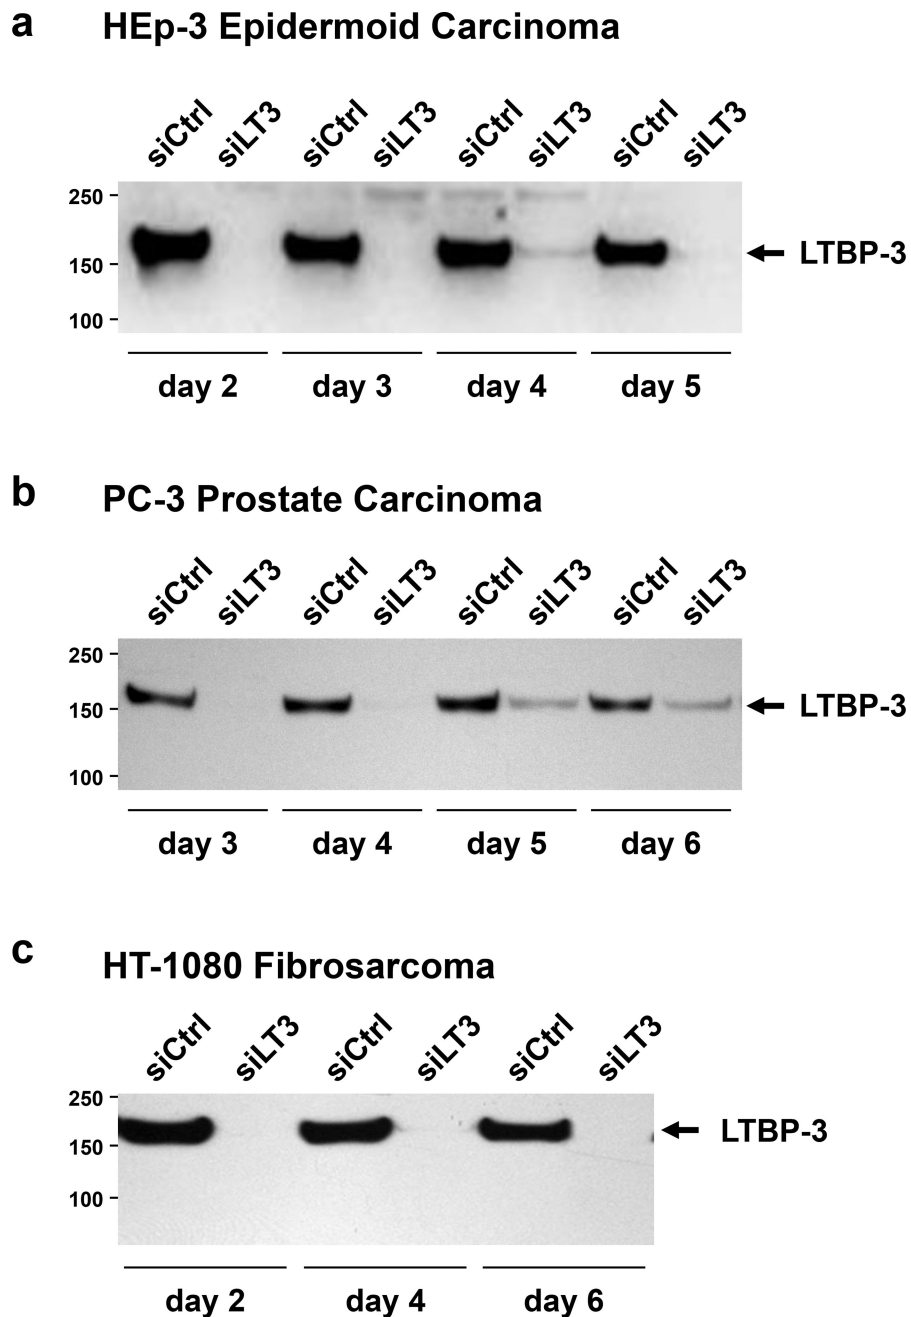 a HEp-3 Epidermoid Carcinoma
siCtrl siLT3 siCtrl siLT3 siCtrl siLT3 siCtrl siLT3
250
150
100
LTBP-3
day 2 day 3 day 4 day 5
b PC-3 Prostate Carcinoma
siCtrl siLT3 siCtrl siLT3 siCtrl siLT3 siCtrl siLT3
250
150
100
LTBP-3
day 3 day 4 day 5 day 6
c HT-1080 Fibrosarcoma
siCtrl siLT3 siCtrl siLT3 siCtrl siLT3
250
150
100
LTBP-3
day 2 day 4 day 6